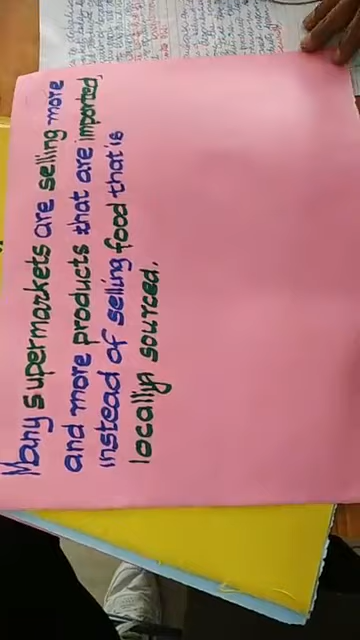 Many supermarkets are selling more
and more products that are imported,
instead of selling food that is
locally sourced.